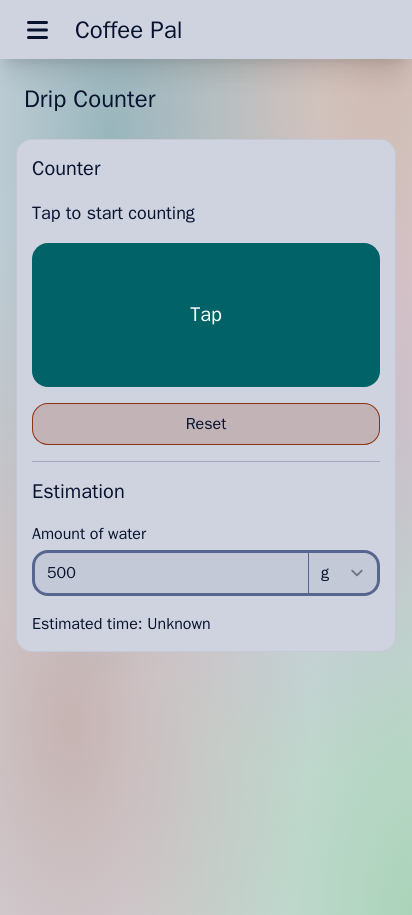 Coffee Pal
Drip Counter
Counter
Tap to start counting
Tap
Reset
Estimation
Amount of water
500 g
Estimated time: Unknown